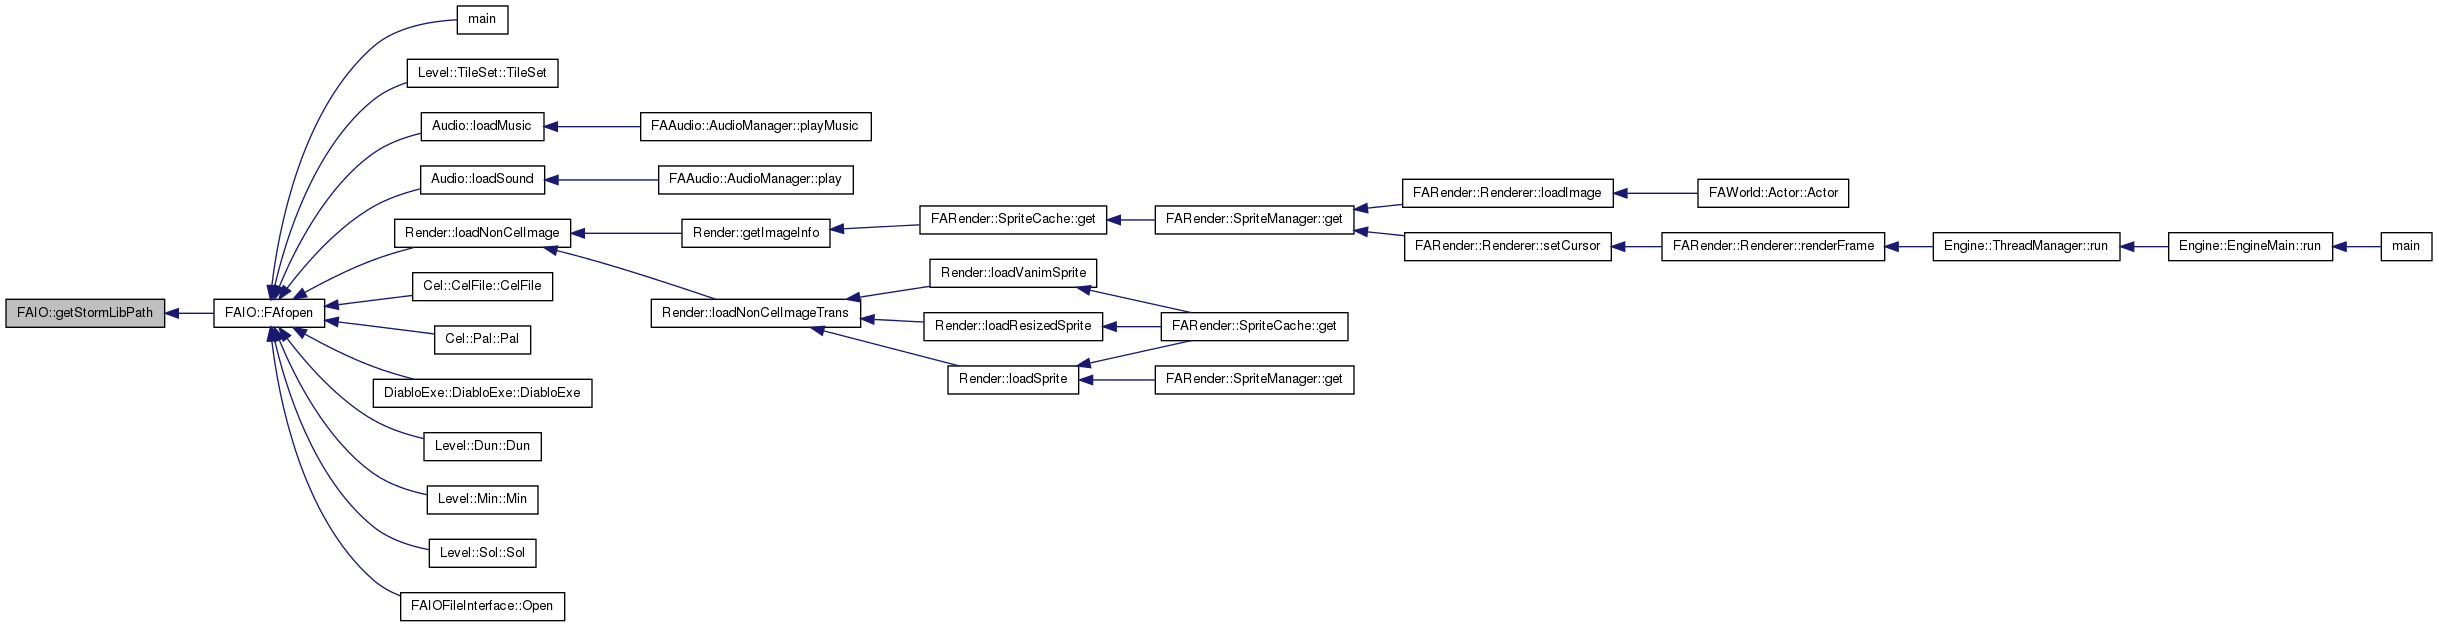 main
Level::TileSet::TileSet
Audio::loadMusic
FAAudio::AudioManager::playMusic
Audio::loadSound
FAAudio::AudioManager::play
FARender::Renderer::loadImage
FAWorld::Actor::Actor
FARender::SpriteCache::get
FARender::SpriteManager::get
Render::loadNonCelImage
Render::getImageInfo
FARender::Renderer::setCursor
FARender::Renderer::renderFrame
Engine::ThreadManager::run
Engine::EngineMain::run
main
Render::loadVanimSprite
Cel::CelFile::CelFile
FAIO::getStormLibPath
FAIO::FAfopen
Render::loadNonCelImageTrans
Render::loadResizedSprite
FARender::SpriteCache::get
Cel::Pal::Pal
Render::loadSprite
FARender::SpriteManager::get
DiabloExe::DiabloExe::DiabloExe
Level::Dun::Dun
Level::Min::Min
Level::Sol::Sol
FAIOFileInterface::Open